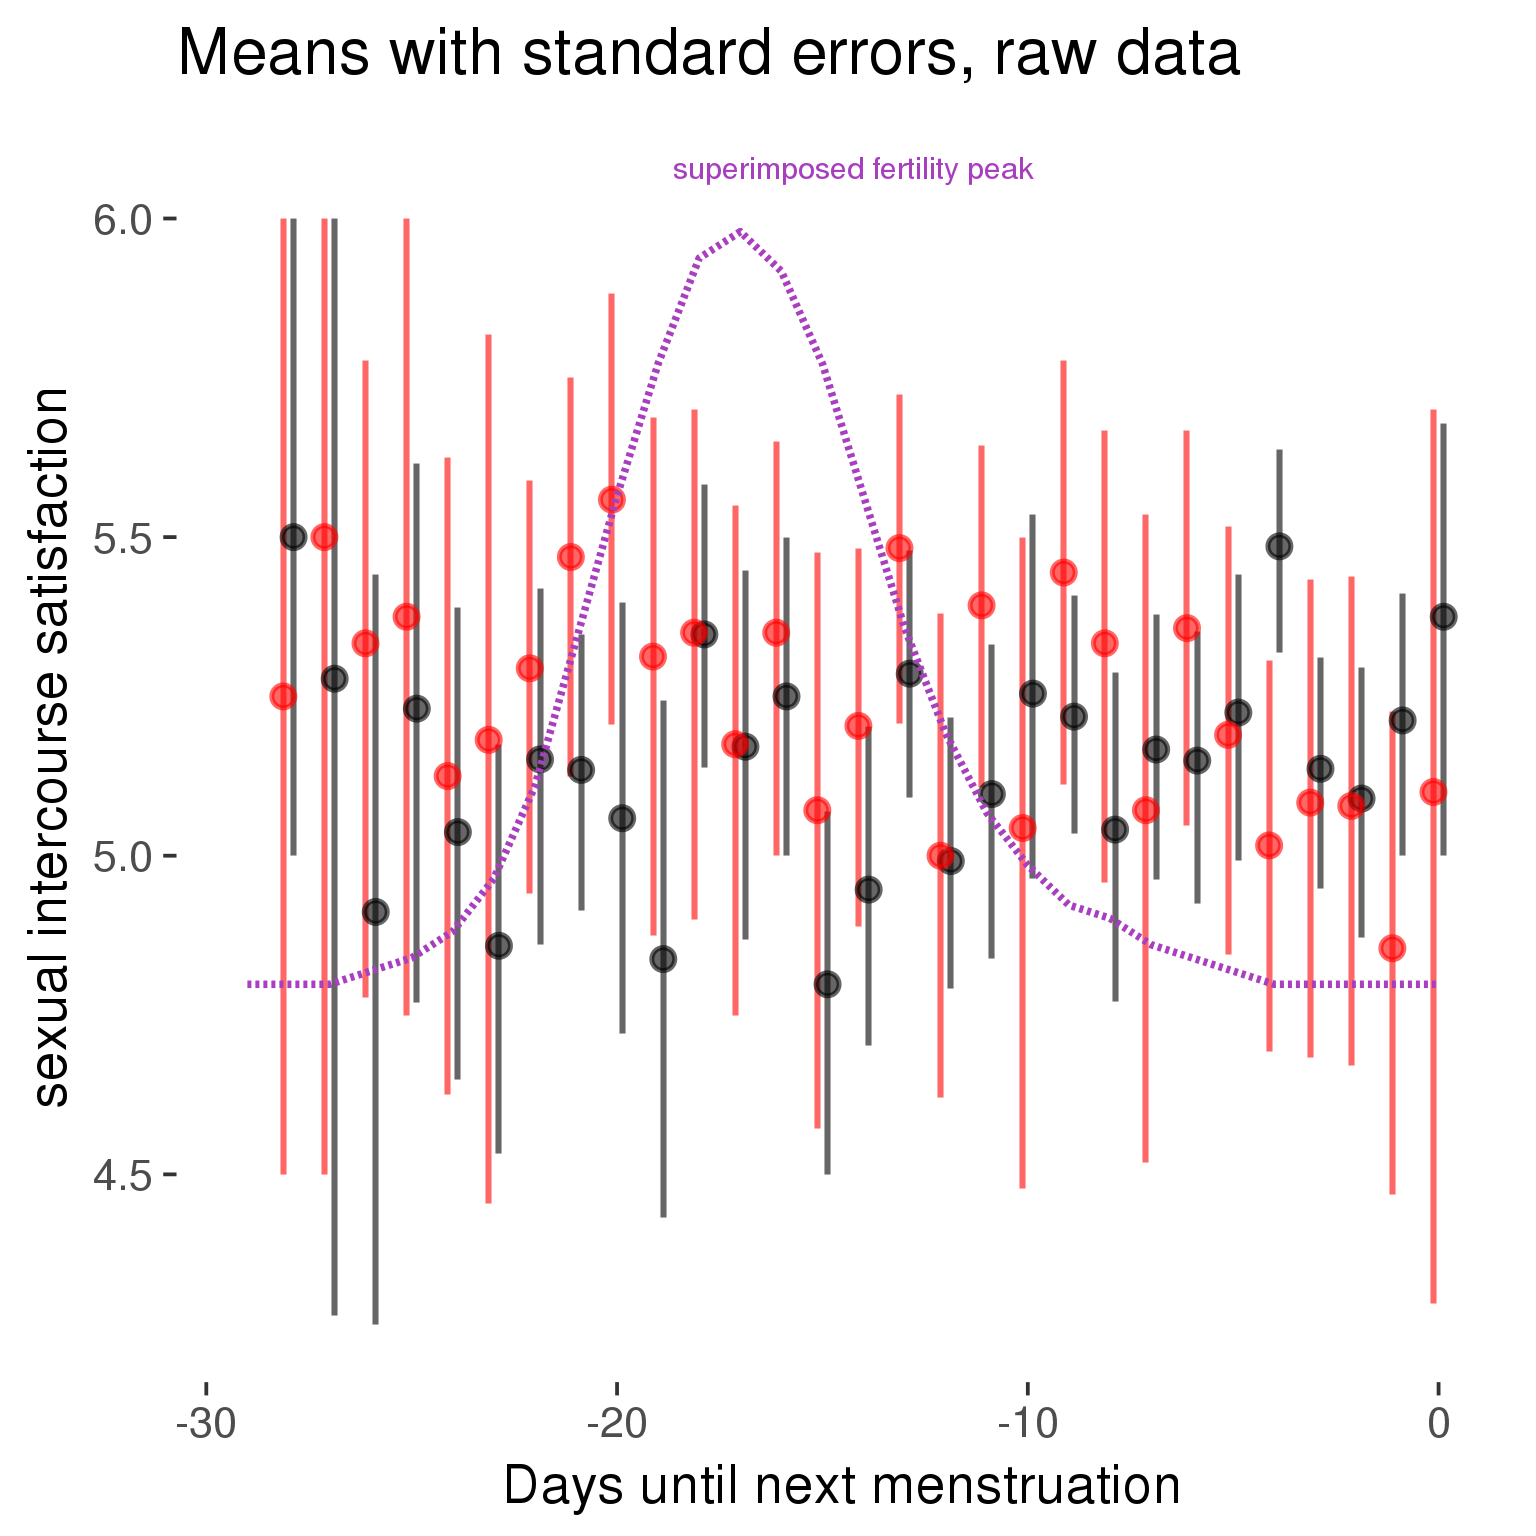 Means with standard errors, raw data
superimposed fertility peak
sexual intercourse satisfaction
6.0
5.5
5.0
4.5
-30
-20
-10
0
Days until next menstruation